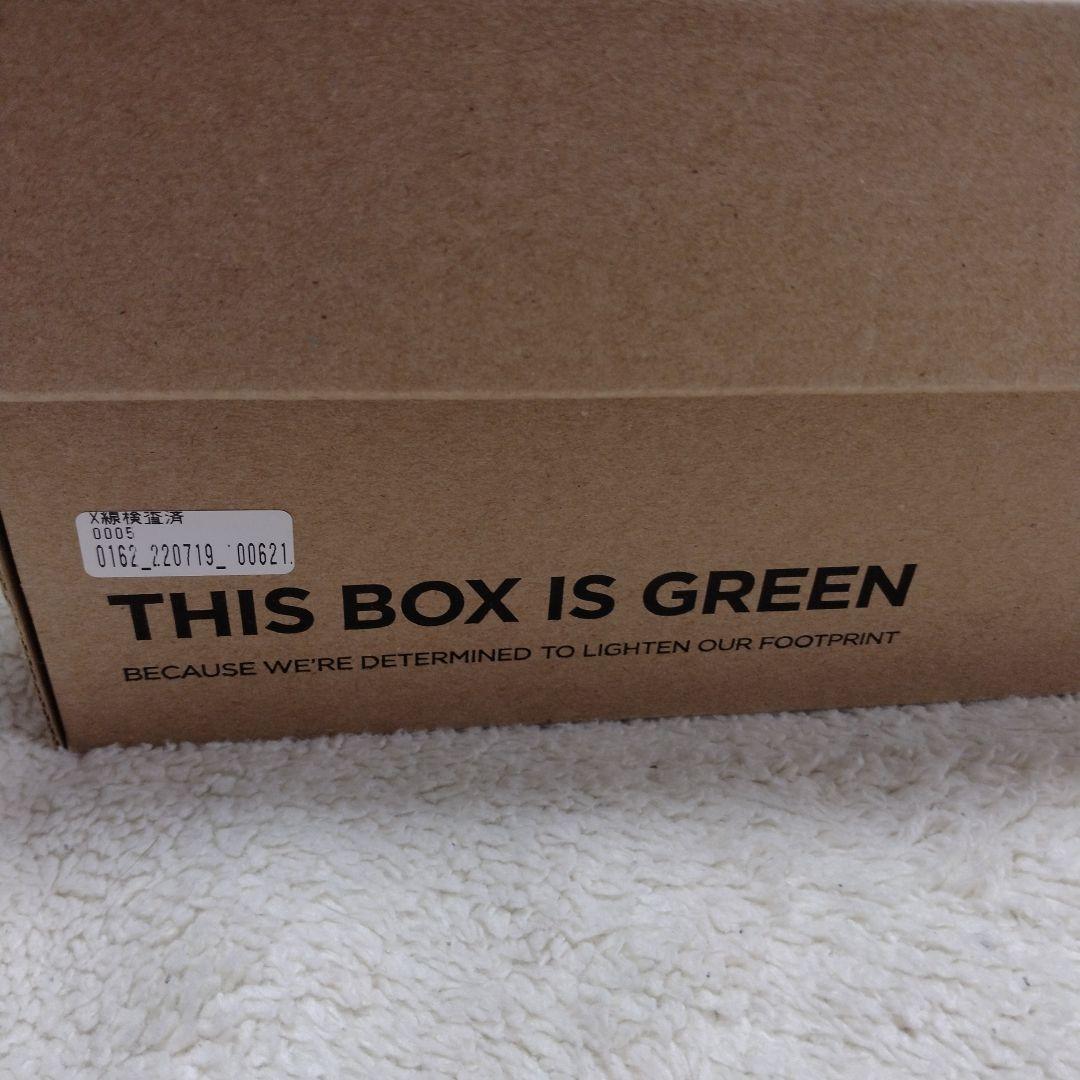 X線検査済
0005
0162_220719_ 00621
THIS BOX IS GREEN
BECAUSE WE'RE DETERMINED TO LIGHTEN OUR FOOTPRINT